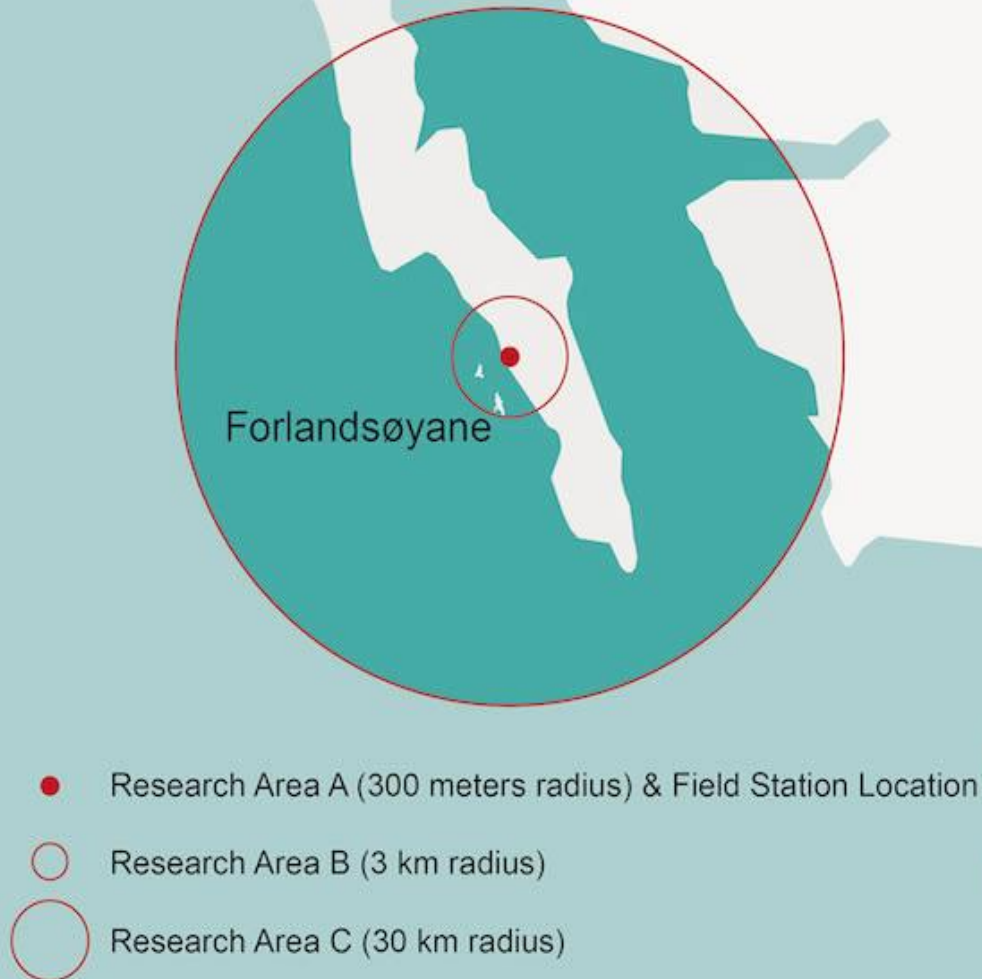 Forlandsøyane
Research Area A (300 meters radius) & Field Station Location
Research Area B (3 km radius)
Research Area C (30 km radius)